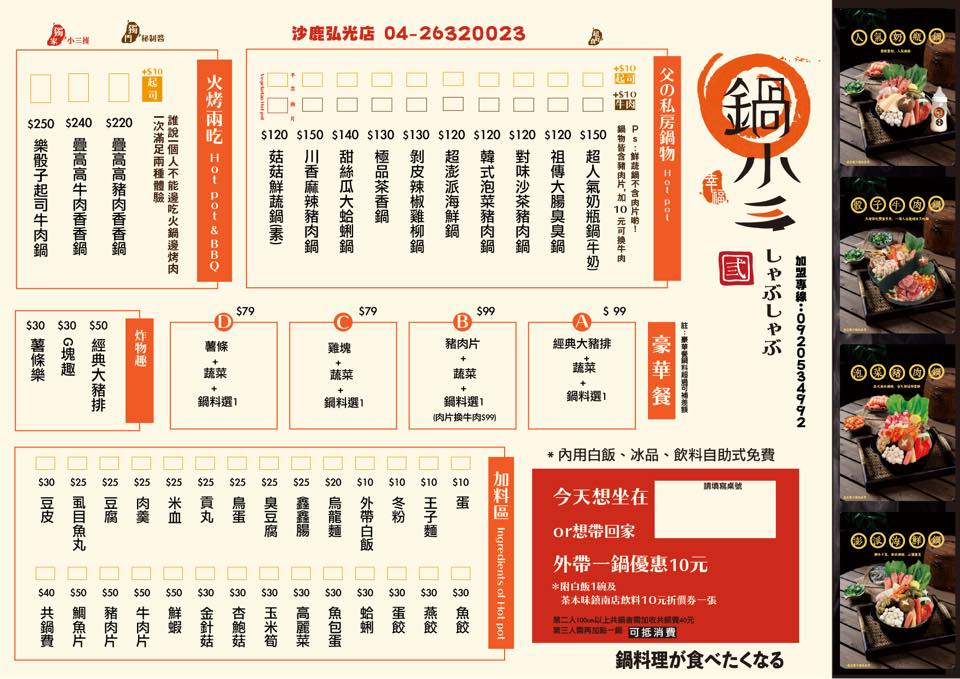 獨家
小三推
獨門
秘制醬
沙鹿弘光店 04-26320023
鍋小三
幸福
貳
しゃぶしゃぶ
加盟專線：0920534992
父の私房鍋物 Hot pot
+$10 起司
+$10 牛肉
Ps：鮮蔬鍋不含肉片喲！
鍋物皆含豬肉片,加 10 元可換牛肉
$150 超人氣奶瓶鍋(牛奶)
$120 祖傳大腸臭臭鍋
$120 對味沙茶豬肉鍋
$120 韓式泡菜豬肉鍋
$120 超澎派海鮮鍋
$130 剝皮辣椒雞柳鍋
$130 極品茶香鍋
$140 甜絲瓜大蛤蜊鍋
$150 川香麻辣豬肉鍋
$120 菇菇鮮蔬鍋(素)
Vegetarian Hot pot
火烤兩吃 Hot pot & BBQ
誰說一個人不能邊吃火鍋邊烤肉
一次滿足兩種體驗
+$10 起司
$220 疊高高豬肉香香鍋
$240 疊高高牛肉香香鍋
$250 樂骰子起司牛肉鍋
豪華餐
註：豪華餐鍋料超過可補差額
A
$ 99
經典大豬排
+
蔬菜
+
鍋料選1
B
$99
豬肉片
+
蔬菜
+
鍋料選1
(肉片換牛肉$99)
C
$79
雞塊
+
蔬菜
+
鍋料選1
D
$79
薯條
+
蔬菜
+
鍋料選1
炸物趣
$50 經典大豬排
$30 G塊趣
$30 薯條樂
加料區 Ingredients of Hot pot
$10 蛋
$10 王子麵
$10 冬粉
$10 外帶白飯
$20 烏龍麵
$25 鑫鑫腸
$25 臭豆腐
$25 鳥蛋
$25 貢丸
$25 米血
$25 肉羹
$25 豆腐
$25 虱目魚丸
$30 豆皮
$30 魚餃
$30 燕餃
$30 蛋餃
$30 蛤蜊
$30 魚包蛋
$30 高麗菜
$30 玉米筍
$30 杏鮑菇
$30 金針菇
$50 鮮蝦
$50 牛肉片
$50 豬肉片
$50 鯛魚片
$40 共鍋費
* 內用白飯、冰品、飲料自助式免費
今天想坐在
請填寫桌號
or想帶回家
外帶一鍋優惠10元
*附白飯1碗及
茶本味鎮南店飲料10元折價券一張
第二人100cm以上共鍋者需加收共鍋費40元
第三人需再加點一鍋 可抵消費
鍋料理が食べたくなる
人氣奶瓶鍋
骰子牛肉鍋
泡菜豬肉鍋
澎派海鮮鍋